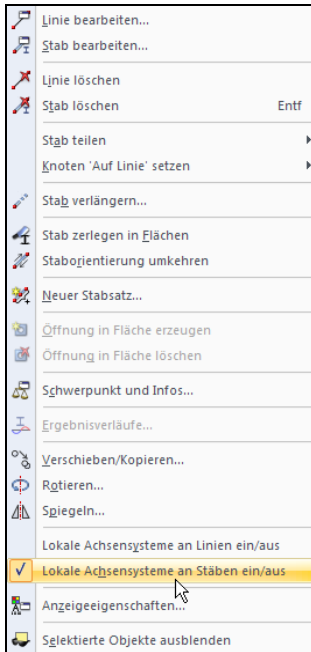 Linie bearbeiten...
Stab bearbeiten...
Linie löschen
Stab löschen Entf
Stab teilen
Knoten 'Auf Linie' setzen
Stab verlängern...
Stab zerlegen in Flächen
Staborientierung umkehren
Neuer Stabsatz...
Öffnung in Fläche erzeugen
Öffnung in Fläche löschen
Schwerpunkt und Infos...
Ergebnisverläufe...
Verschieben/Kopieren...
Rotieren...
Spiegeln...
Lokale Achsensysteme an Linien ein/aus
Lokale Achsensysteme an Stäben ein/aus
Anzeigeeigenschaften...
Selektierte Objekte ausblenden